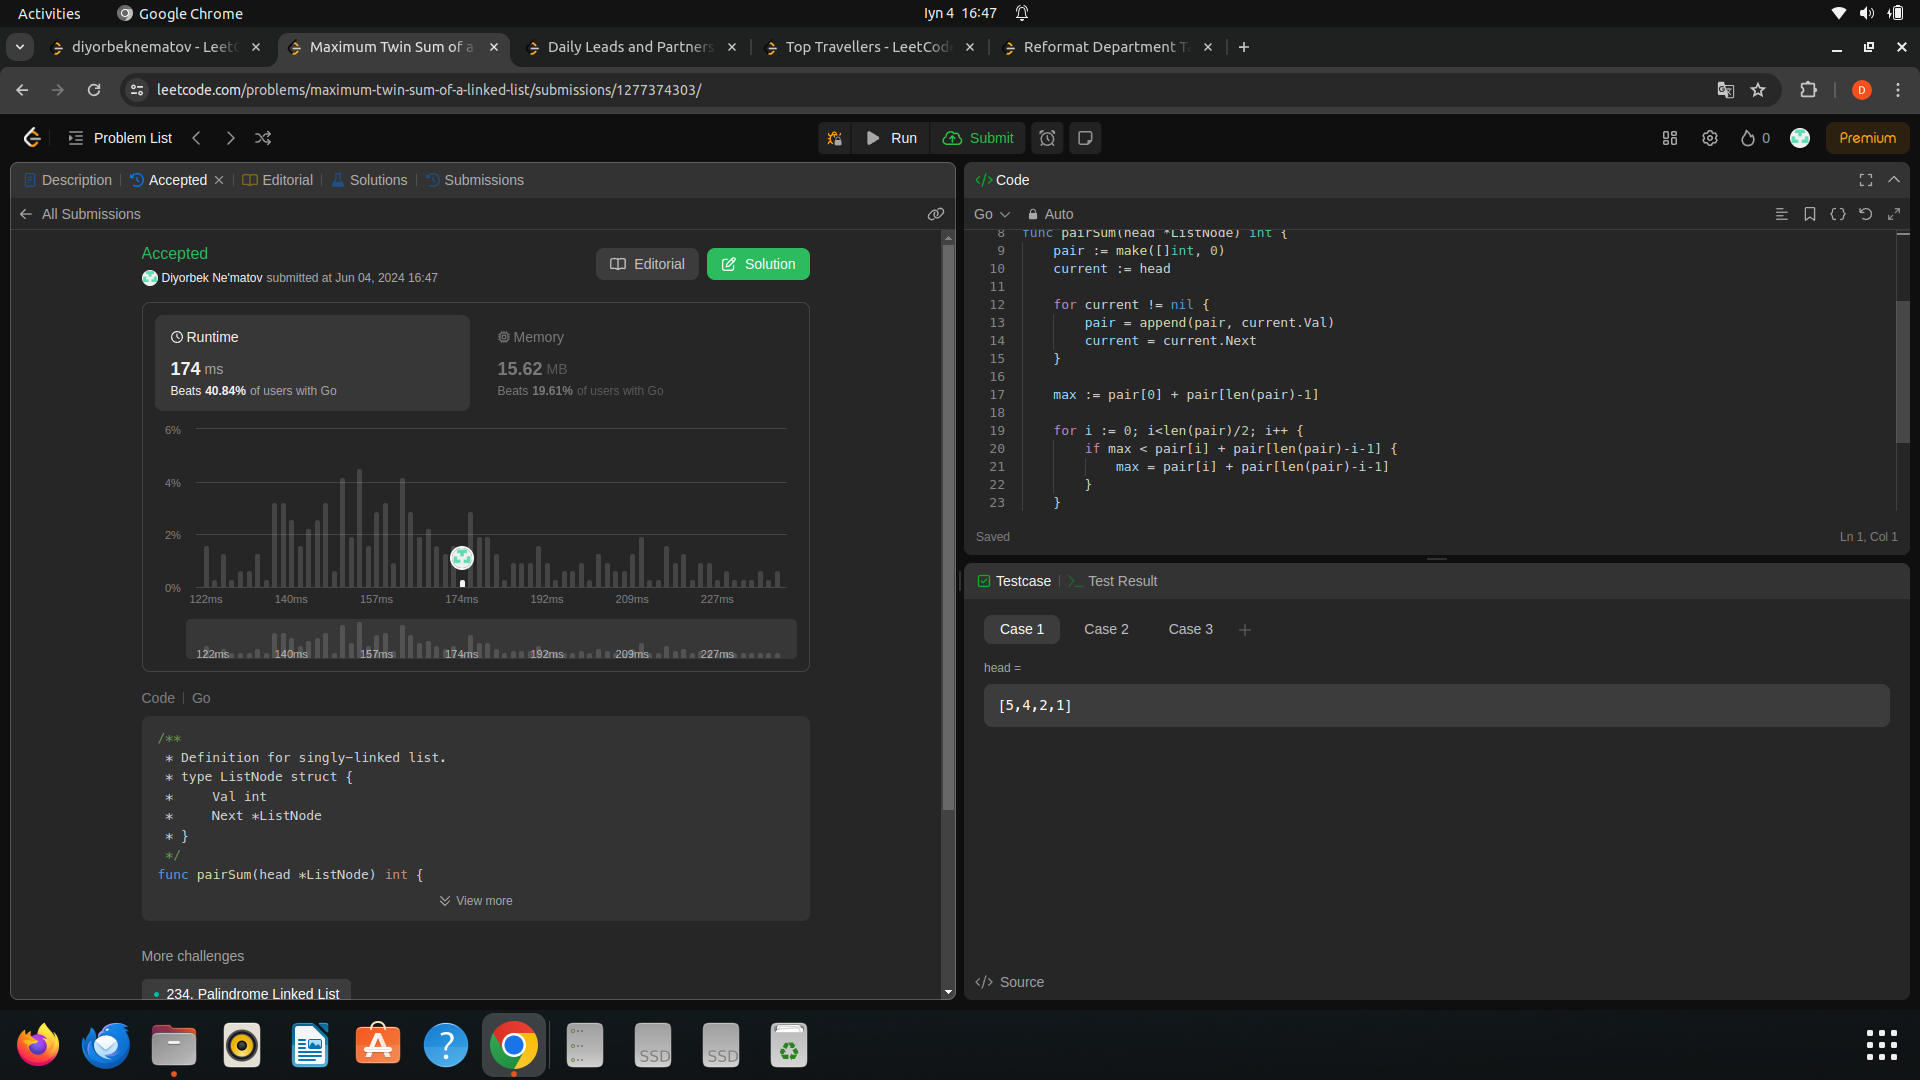 Activities
Google Chrome
Iyn 4 16:47
diyorbeknematov - LeetC
Maximum Twin Sum of a
Daily Leads and Partners
Top Travellers - LeetCod
Reformat Department T
leetcode.com/problems/maximum-twin-sum-of-a-linked-list/submissions/1277374303/
D
Problem List
Run
Submit
0
Premium
Description
Accepted
Editorial
Solutions
Submissions
All Submissions
Accepted
Diyorbek Ne'matov submitted at Jun 04, 2024 16:47
Editorial
Solution
Runtime
174 ms
Beats 40.84% of users with Go
Memory
15.62 MB
Beats 19.61% of users with Go
6%
4%
2%
0%
122ms 140ms 157ms 174ms 192ms 209ms 227ms
122ms 140ms 157ms 174ms 192ms 209ms 227ms
Code | Go
/**
 * Definition for singly-linked list.
 * type ListNode struct {
 *     Val int
 *     Next *ListNode
 * }
 */
func pairSum(head *ListNode) int {
View more
More challenges
234. Palindrome Linked List
</> Code
Go
Auto
8 func pairSum(head *ListNode) int {
9     pair := make([]int, 0)
10     current := head
11
12     for current != nil {
13         pair = append(pair, current.Val)
14         current = current.Next
15     }
16
17     max := pair[0] + pair[len(pair)-1]
18
19     for i := 0; i<len(pair)/2; i++ {
20         if max < pair[i] + pair[len(pair)-i-1] {
21             max = pair[i] + pair[len(pair)-i-1]
22         }
23     }
Saved
Ln 1, Col 1
Testcase
Test Result
Case 1
Case 2
Case 3
head =
[5,4,2,1]
</> Source
SSD
SSD